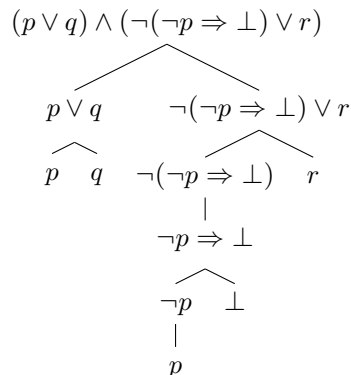 (p ∨ q) ∧ (¬(¬p ⇒ ⊥) ∨ r)
p ∨ q ¬(¬p ⇒ ⊥) ∨ r
p q ¬(¬p ⇒ ⊥) r
¬p ⇒ ⊥
¬p ⊥
p